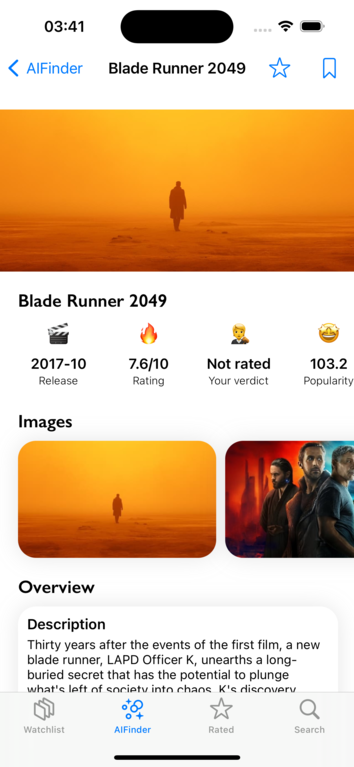 03:41
AIFinder Blade Runner 2049
Blade Runner 2049
2017-10 7.6/10 Not rated 103.2
Release Rating Your verdict Popularity
Images
Overview
Description
Thirty years after the events of the first film, a new
blade runner, LAPD Officer K, unearths a long-
buried secret that has the potential to plunge
what's left of society into chaos. K's discovery
Watchlist AIFinder Rated Search